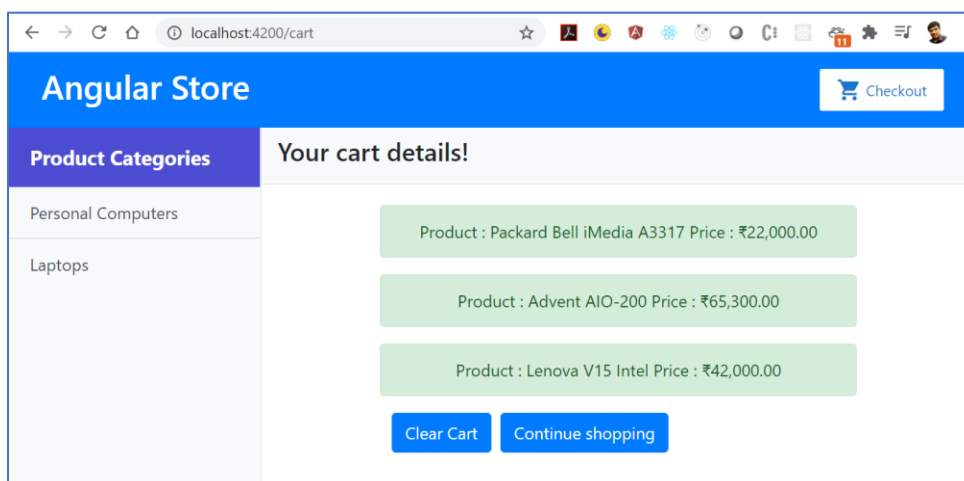 localhost:4200/cart
11
Angular Store
Checkout
Product Categories
Your cart details!
Personal Computers
Laptops
Product : Packard Bell iMedia A3317 Price : ₹22,000.00
Product : Advent AIO-200 Price : ₹65,300.00
Product : Lenova V15 Intel Price : ₹42,000.00
Clear Cart
Continue shopping